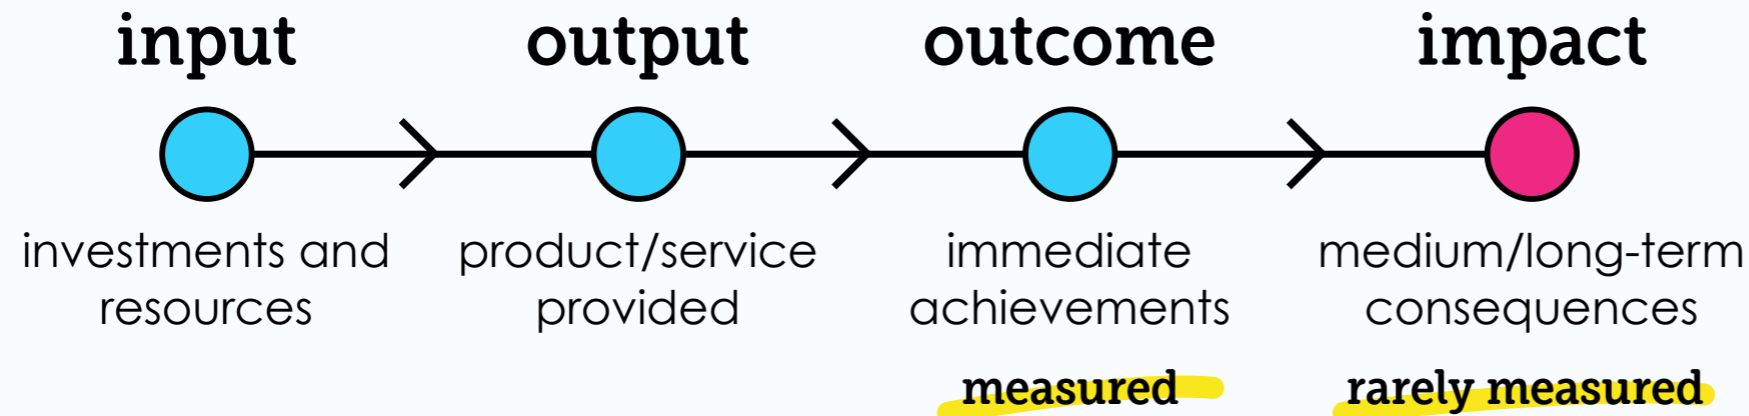 input
output
outcome
impact
investments and
resources
product/service
provided
immediate
achievements
medium/long-term
consequences
measured
rarely measured